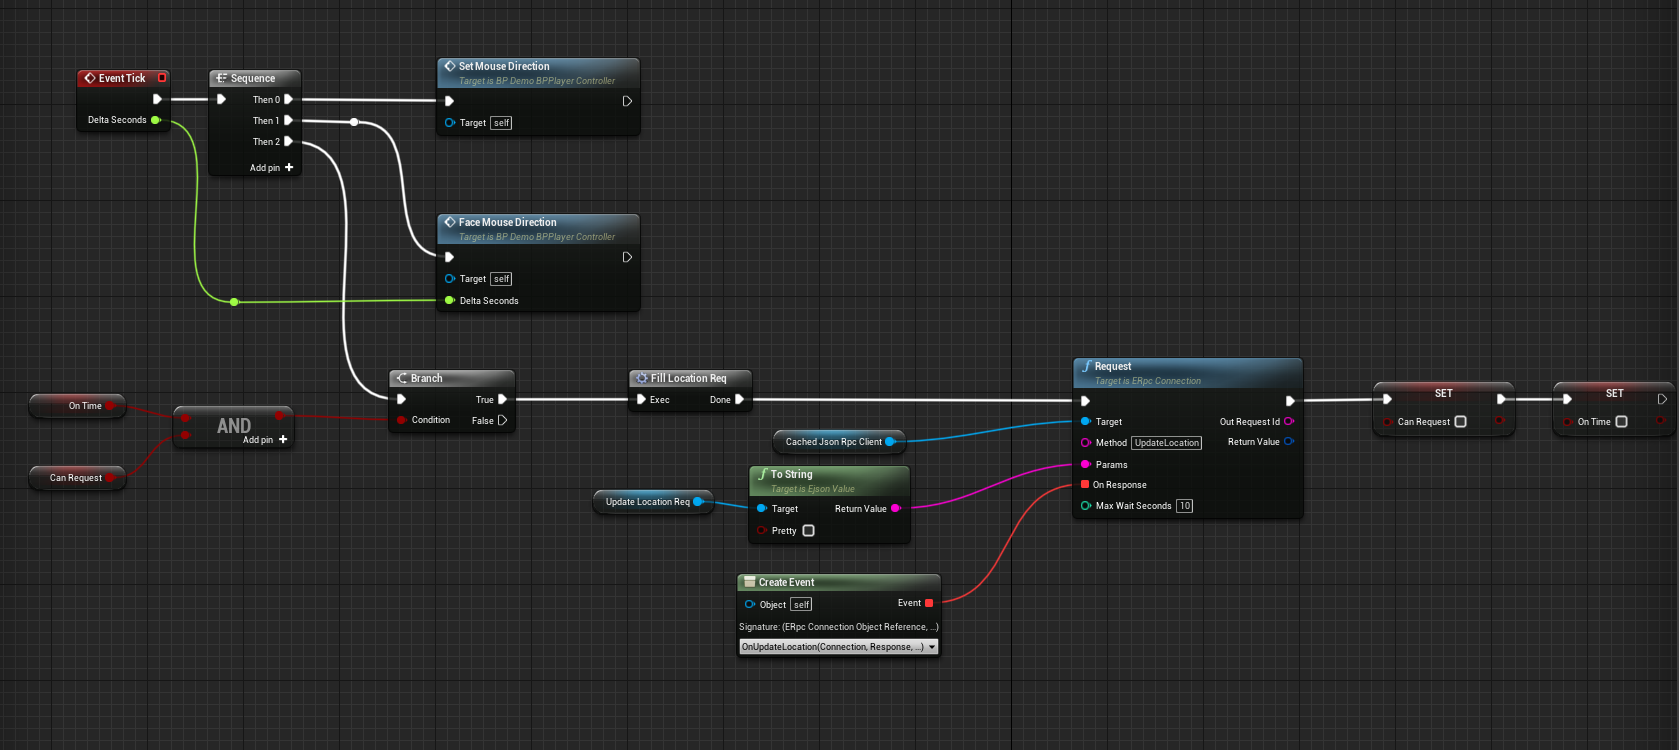 Event Tick
Delta Seconds
Sequence
Then 0
Then 1
Then 2
Add pin
Set Mouse Direction
Target is BP Demo BPPlayer Controller
Target self
Face Mouse Direction
Target is BP Demo BPPlayer Controller
Target self
Delta Seconds
On Time
Can Request
AND
Add pin
Branch
True
Condition
False
Fill Location Req
Exec
Done
Cached Json Rpc Client
Update Location Req
To String
Target is Ejson Value
Target
Return Value
Pretty
Create Event
Object self
Event
Signature: (ERpc Connection Object Reference, ...)
OnUpdateLocation(Connection, Response, ...)
Request
Target is ERpc Connection
Target
Out Request Id
Method UpdateLocation
Return Value
Params
On Response
Max Wait Seconds 10
SET
Can Request
SET
On Time